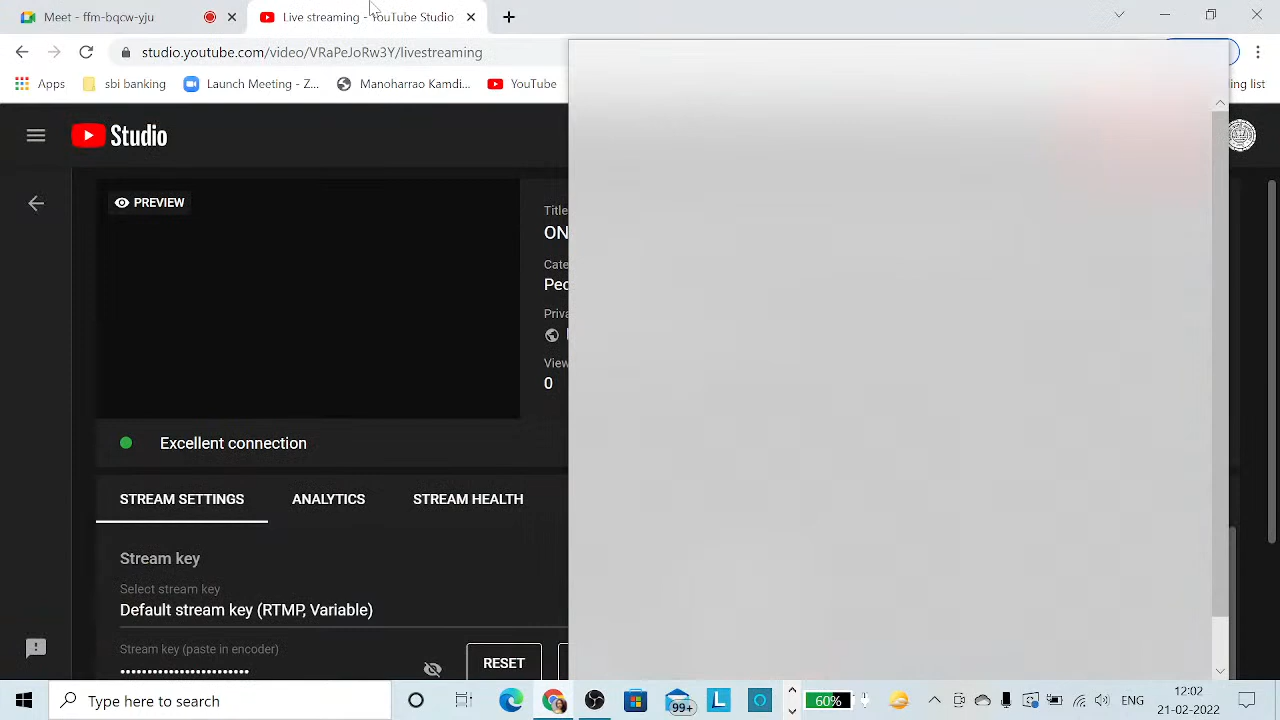 Meet - ffm-bqcw-yju
Live streaming - YouTube Studio
studio.youtube.com/video/VRaPeJoRw3Y/livestreaming
Apps
sbi banking
Launch Meeting - Z...
Manoharrao Kamdi...
YouTube
ing list
Studio
PREVIEW
Title
ON
Cate
Peo
Priva
View
0
Excellent connection
STREAM SETTINGS
ANALYTICS
STREAM HEALTH
Stream key
Select stream key
Default stream key (RTMP, Variable)
Stream key (paste in encoder)
RESET
Type here to search
99+
L
60%
ENG
12:02
21-02-2022